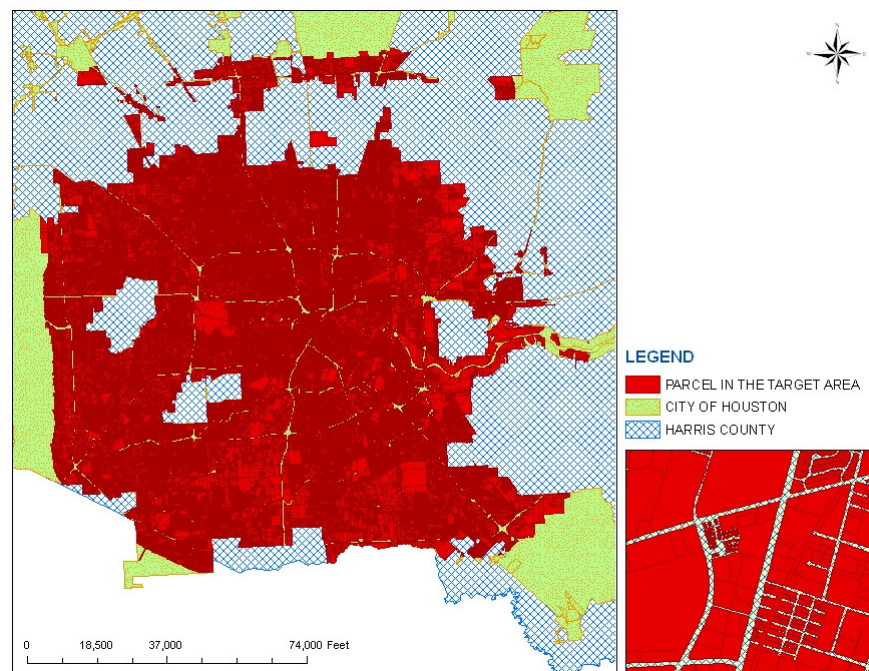 N
W
E
S
LEGEND
PARCEL IN THE TARGET AREA
CITY OF HOUSTON
HARRIS COUNTY
0 18,500 37,000 74,000 Feet